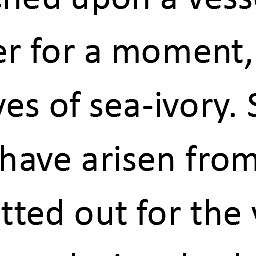 ched upon a vess
er for a moment,
ves of sea-ivory. S
have arisen from
tted out for the